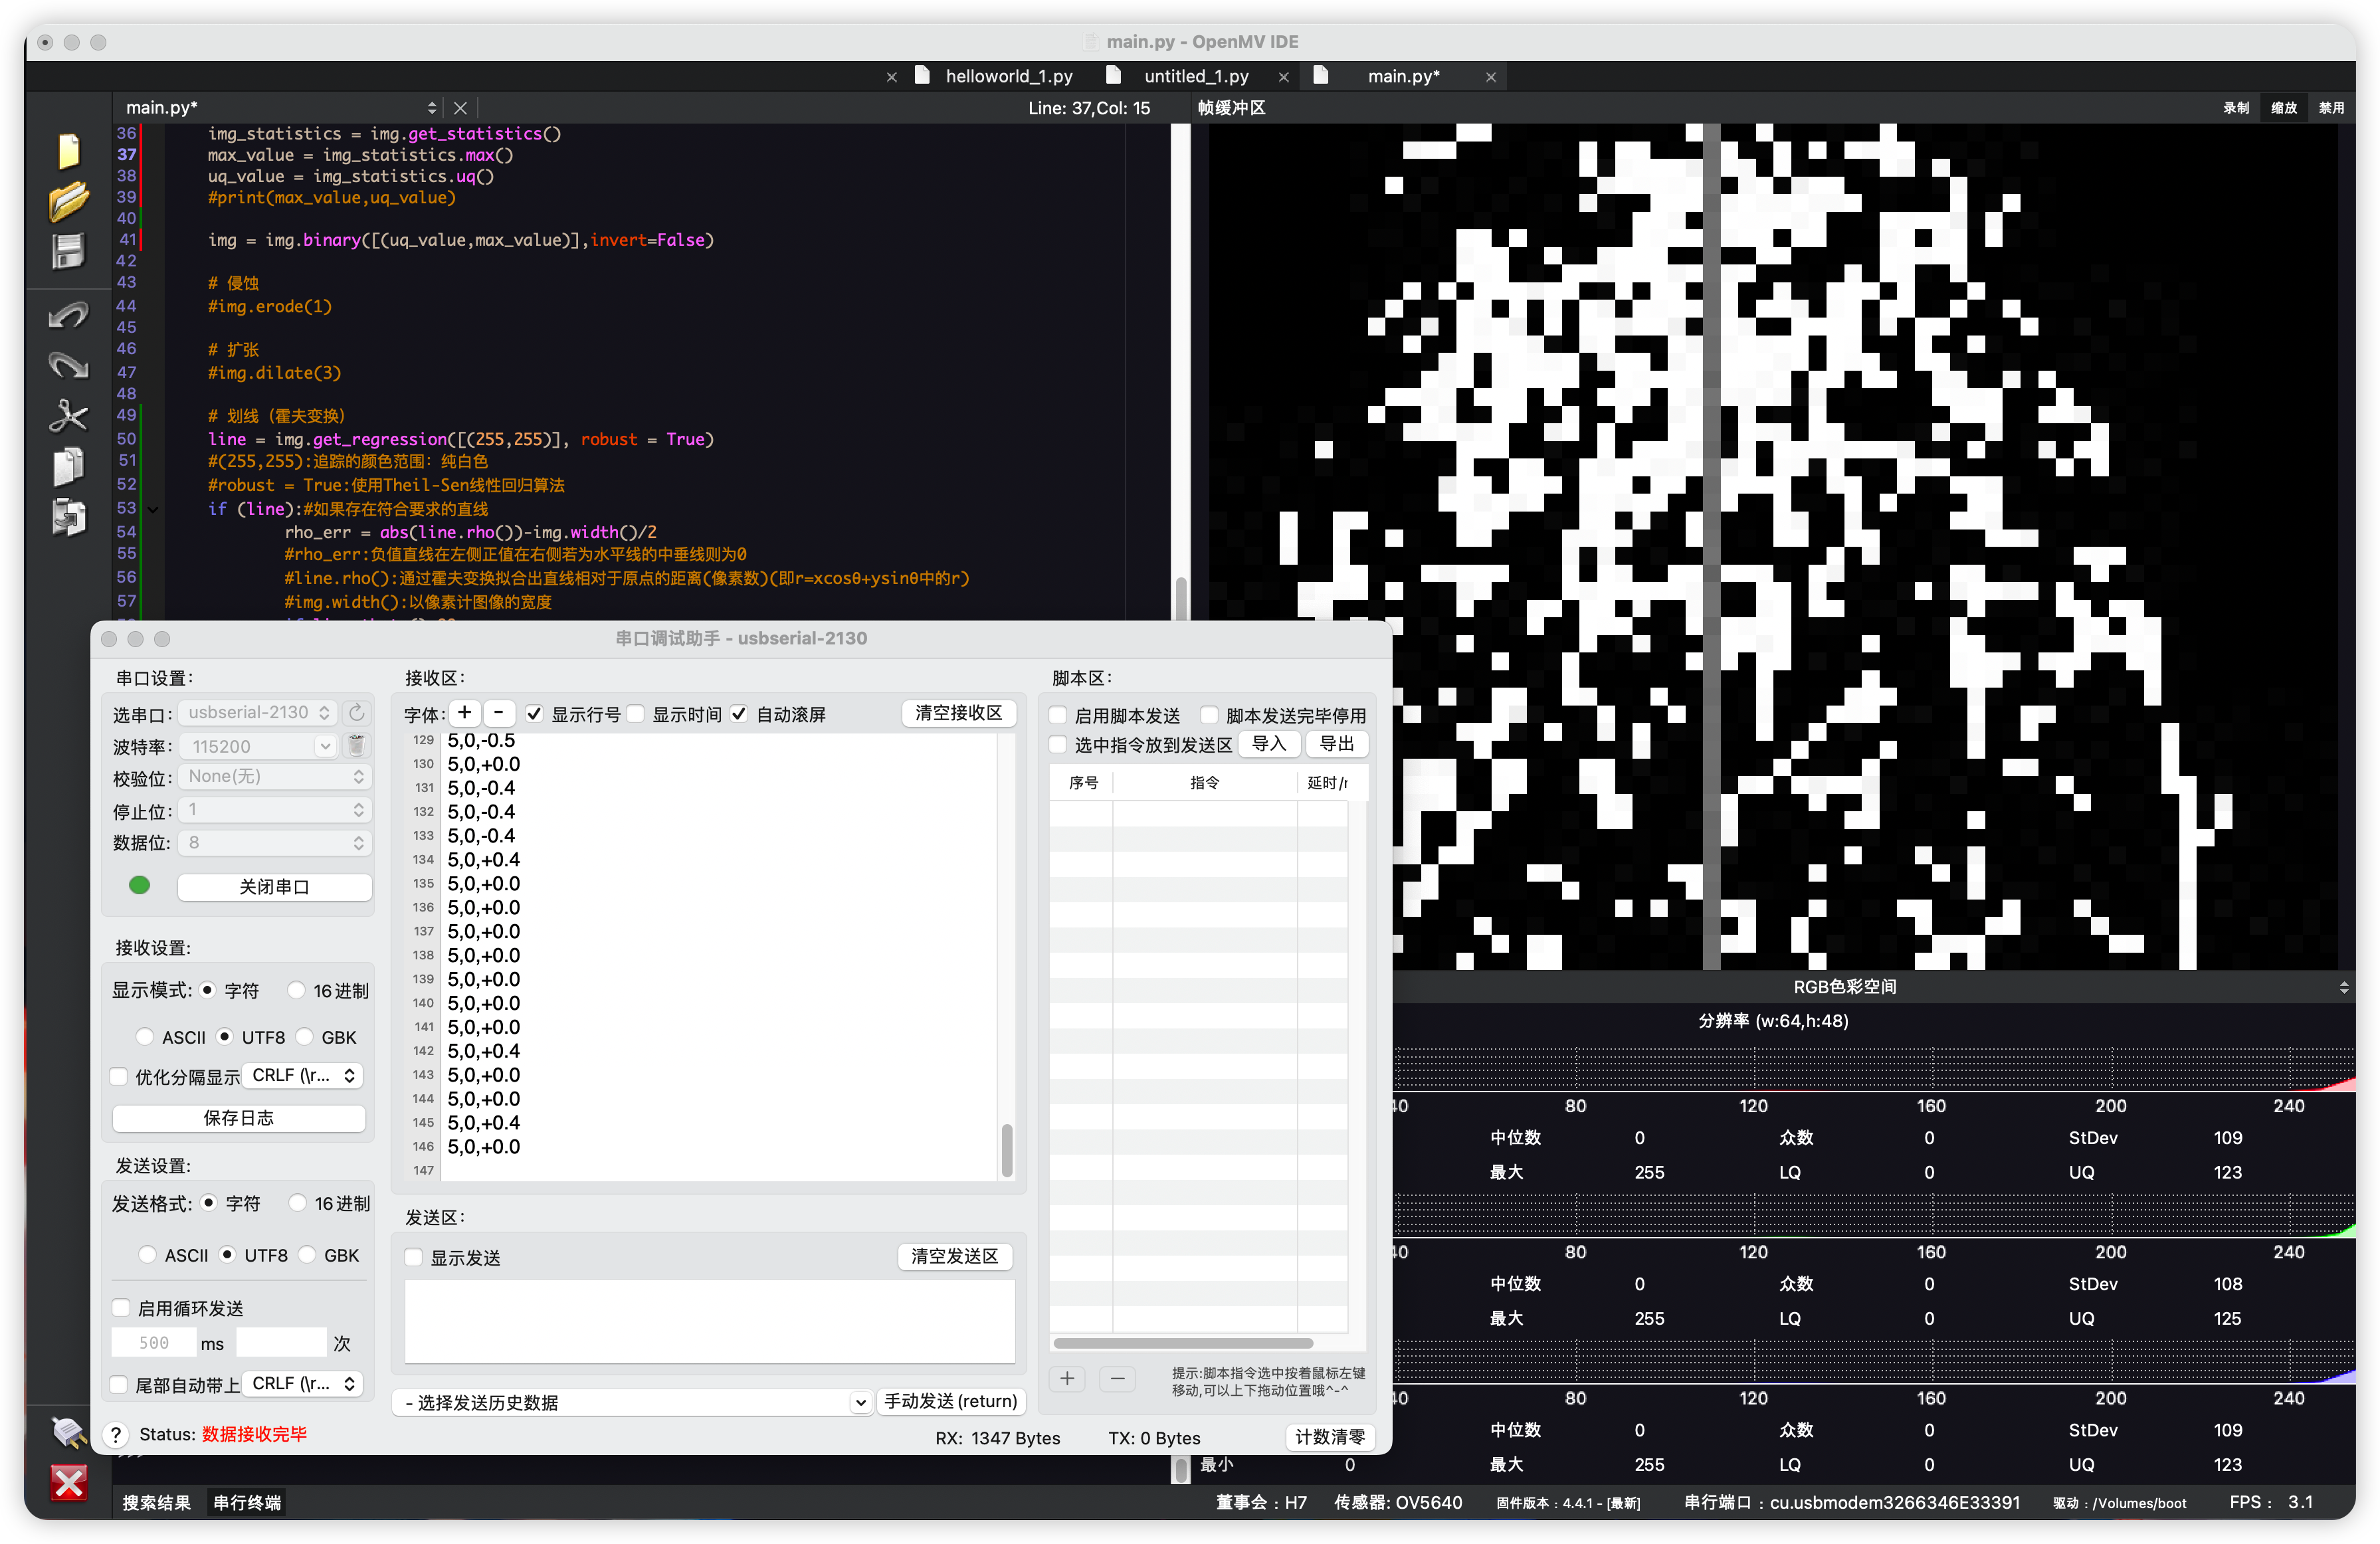 main.py - OpenMV IDE
helloworld_1.py
untitled_1.py
main.py*
main.py*
Line: 37,Col: 15
帧缓冲区
录制
缩放
禁用
36 img_statistics = img.get_statistics()
37 max_value = img_statistics.max()
38 uq_value = img_statistics.uq()
39 #print(max_value,uq_value)
40
41 img = img.binary([(uq_value,max_value)],invert=False)
42
43 # 侵蚀
44 #img.erode(1)
45
46 # 扩张
47 #img.dilate(3)
48
49 # 划线（霍夫变换）
50 line = img.get_regression([(255,255)], robust = True)
51 #(255,255):追踪的颜色范围：纯白色
52 #robust = True:使用Theil-Sen线性回归算法
53 if (line):#如果存在符合要求的直线
54 rho_err = abs(line.rho())-img.width()/2
55 #rho_err:负值直线在左侧正值在右侧若为水平线的中垂线则为0
56 #line.rho():通过霍夫变换拟合出直线相对于原点的距离(像素数)(即r=xcosθ+ysinθ中的r)
57 #img.width():以像素计图像的宽度
串口调试助手 - usbserial-2130
串口设置:
选串口: usbserial-2130
波特率: 115200
校验位: None(无)
停止位: 1
数据位: 8
关闭串口
接收设置:
显示模式: 字符 16 进制
ASCII UTF8 GBK
优化分隔显示 CRLF (\r...
保存日志
发送设置:
发送格式: 字符 16 进制
ASCII UTF8 GBK
启用循环发送
500 ms 次
尾部自动带上 CRLF (\r...
? Status: 数据接收完毕
接收区:
字体: + - 显示行号 显示时间 自动滚屏 清空接收区
129 5,0,-0.5
130 5,0,+0.0
131 5,0,-0.4
132 5,0,-0.4
133 5,0,-0.4
134 5,0,+0.4
135 5,0,+0.0
136 5,0,+0.0
137 5,0,+0.0
138 5,0,+0.0
139 5,0,+0.0
140 5,0,+0.0
141 5,0,+0.0
142 5,0,+0.4
143 5,0,+0.0
144 5,0,+0.0
145 5,0,+0.4
146 5,0,+0.0
147
发送区:
显示发送 清空发送区
- 选择发送历史数据 手动发送(return)
RX: 1347 Bytes TX: 0 Bytes 计数清零
脚本区:
启用脚本发送 脚本发送完毕停用
选中指令放到发送区 导入 导出
序号 指令 延时/
提示:脚本指令选中按着鼠标左键
移动,可以上下拖动位置哦^-^
RGB色彩空间
分辨率 (w:64,h:48)
80 120 160 200 240
中位数 0 众数 0 StDev 109
最大 255 LQ 0 UQ 123
80 120 160 200 240
中位数 0 众数 0 StDev 108
最大 255 LQ 0 UQ 125
80 120 160 200 240
中位数 0 众数 0 StDev 109
最小 0 最大 255 LQ 0 UQ 123
搜索结果 串行终端
董事会：H7 传感器: OV5640 固件版本：4.4.1 - [最新] 串行端口：cu.usbmodem3266346E33391 驱动：/Volumes/boot FPS： 3.1